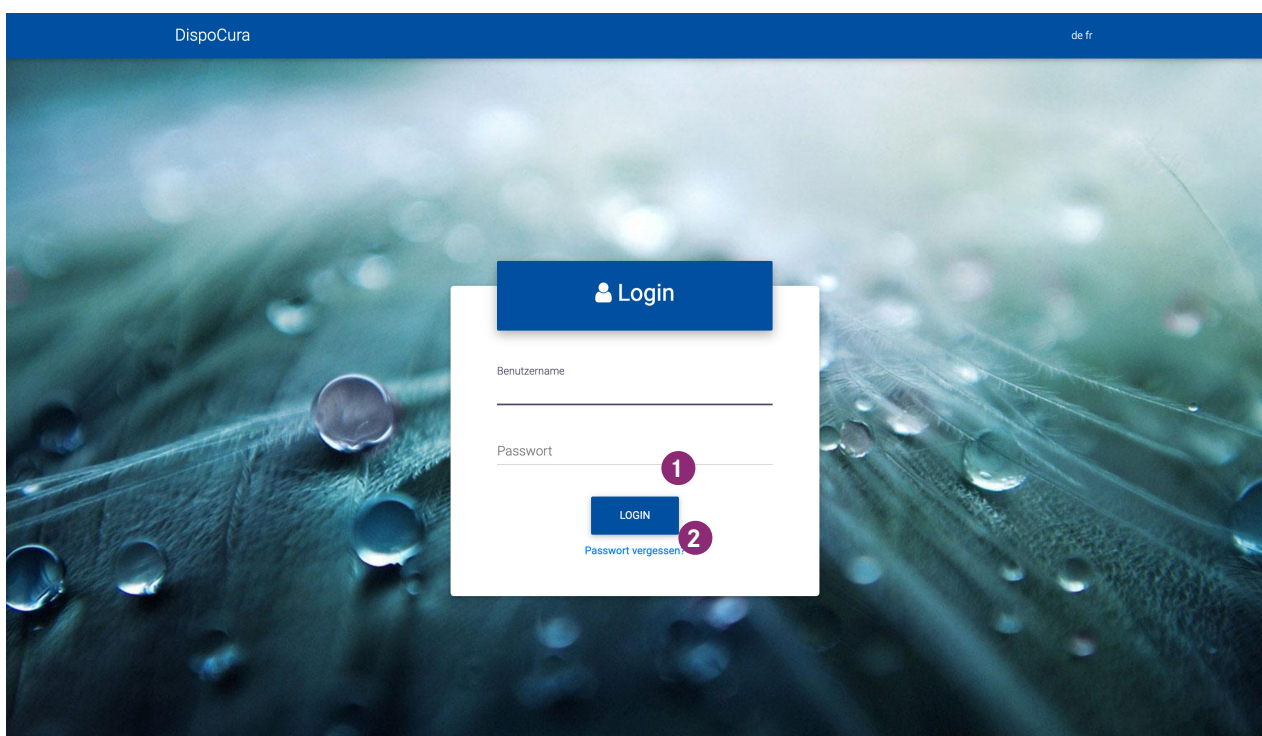 DispoCura
de fr
Login
Benutzername
Passwort
1
LOGIN
2
Passwort vergessen?